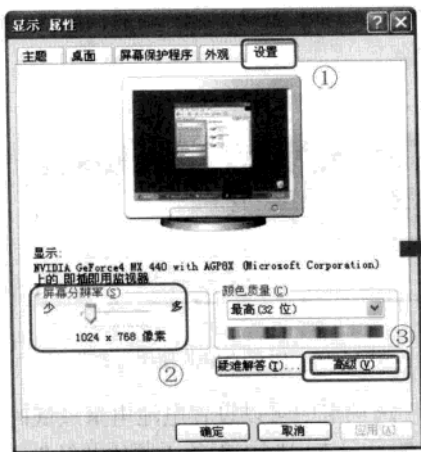 显示 属性
主题 桌面 屏幕保护程序 外观 设置
①
显示:
NVIDIA GeForce4 MX 440 with AGP8X (Microsoft Corporation)
上的 即插即用监视器
屏幕分辨率(S)
少 多
1024 x 768 像素
②
颜色质量(C)
最高(32 位)
③
疑难解答(T)... 高级(V)
确定 取消 应用(A)